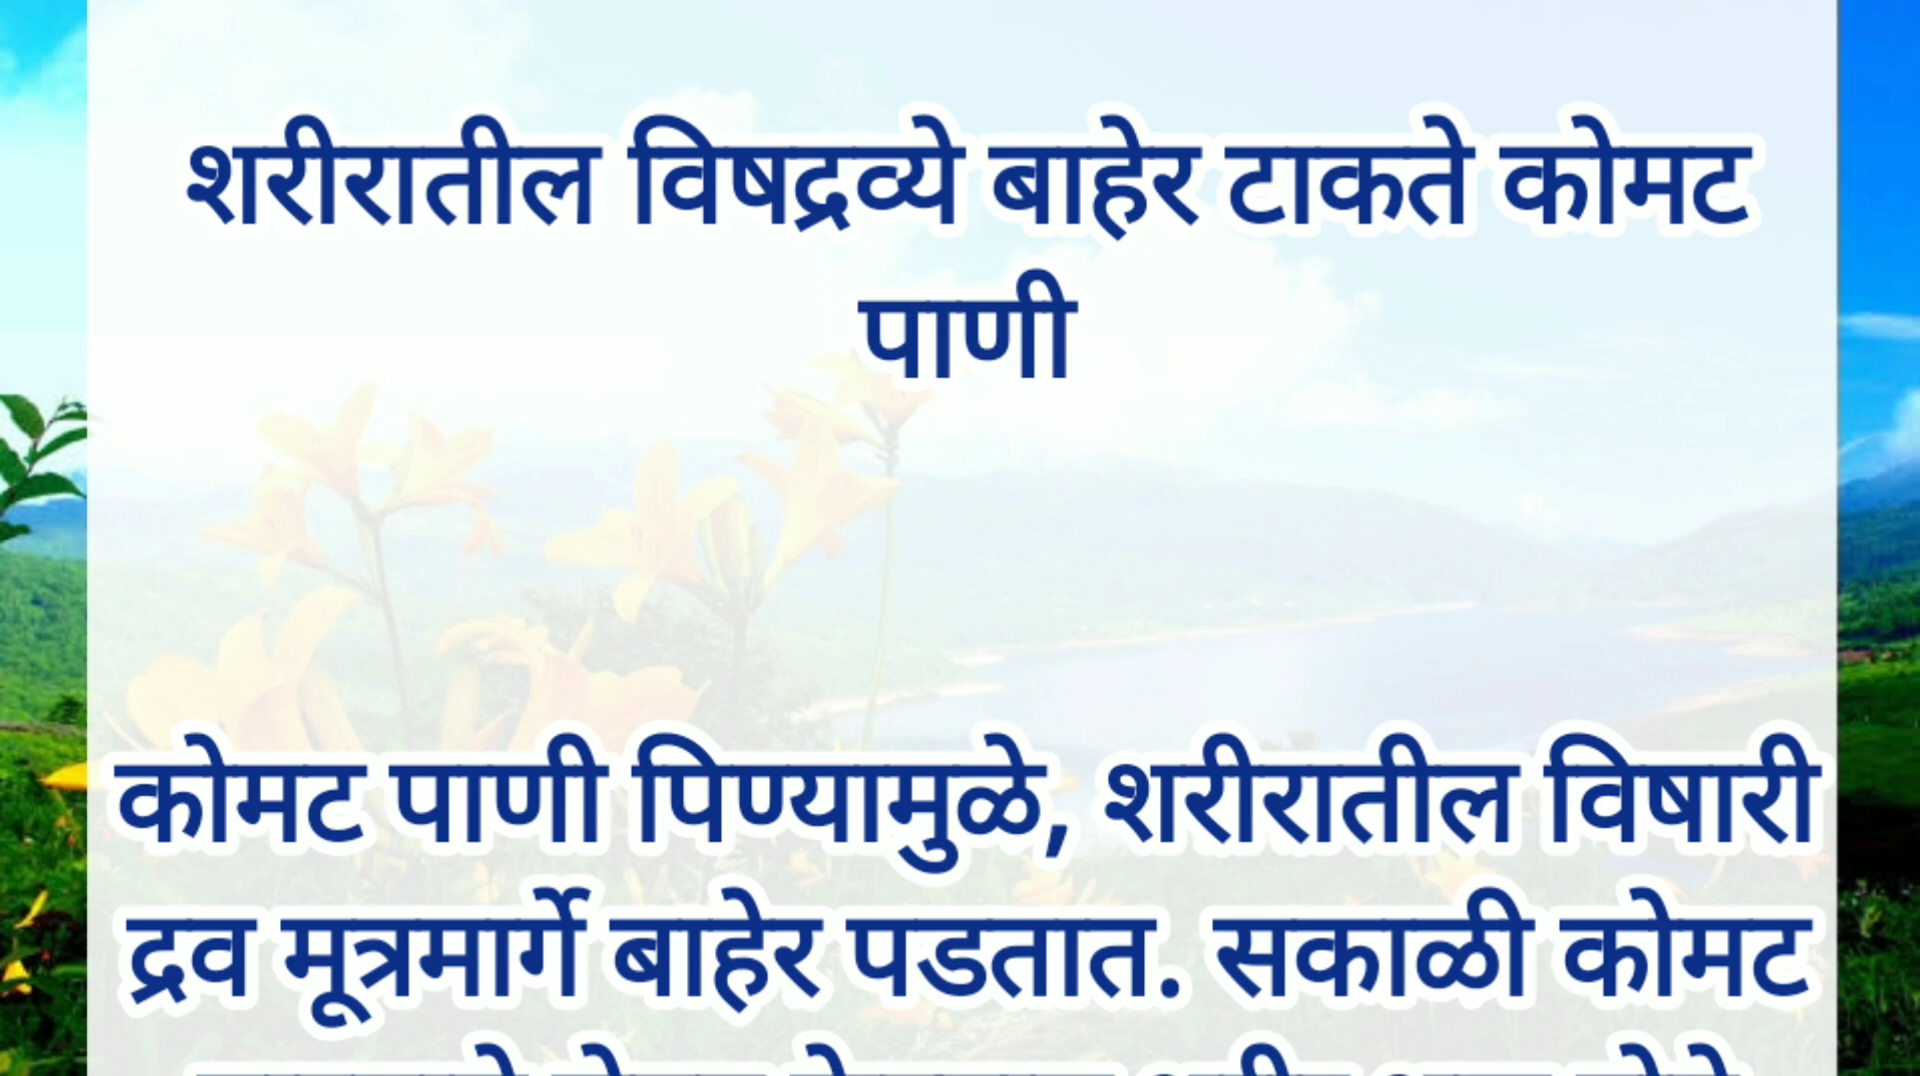 शरीरातील विषद्रव्ये बाहेर टाकते कोमट
पाणी
कोमट पाणी पिण्यामुळे, शरीरातील विषारी
द्रव मूत्रमार्गे बाहेर पडतात. सकाळी कोमट